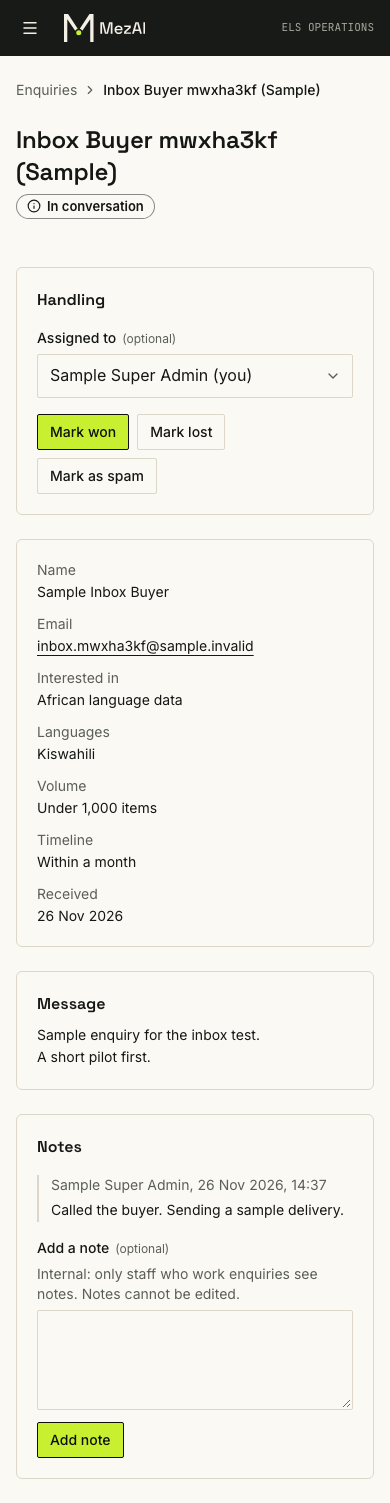 MezAI
ELS OPERATIONS
Enquiries > Inbox Buyer mwxha3kf (Sample)
Inbox Buyer mwxha3kf
(Sample)
In conversation
Handling
Assigned to (optional)
Sample Super Admin (you)
Mark won
Mark lost
Mark as spam
Name
Sample Inbox Buyer
Email
inbox.mwxha3kf@sample.invalid
Interested in
African language data
Languages
Kiswahili
Volume
Under 1,000 items
Timeline
Within a month
Received
26 Nov 2026
Message
Sample enquiry for the inbox test.
A short pilot first.
Notes
Sample Super Admin, 26 Nov 2026, 14:37
Called the buyer. Sending a sample delivery.
Add a note (optional)
Internal: only staff who work enquiries see
notes. Notes cannot be edited.
Add note